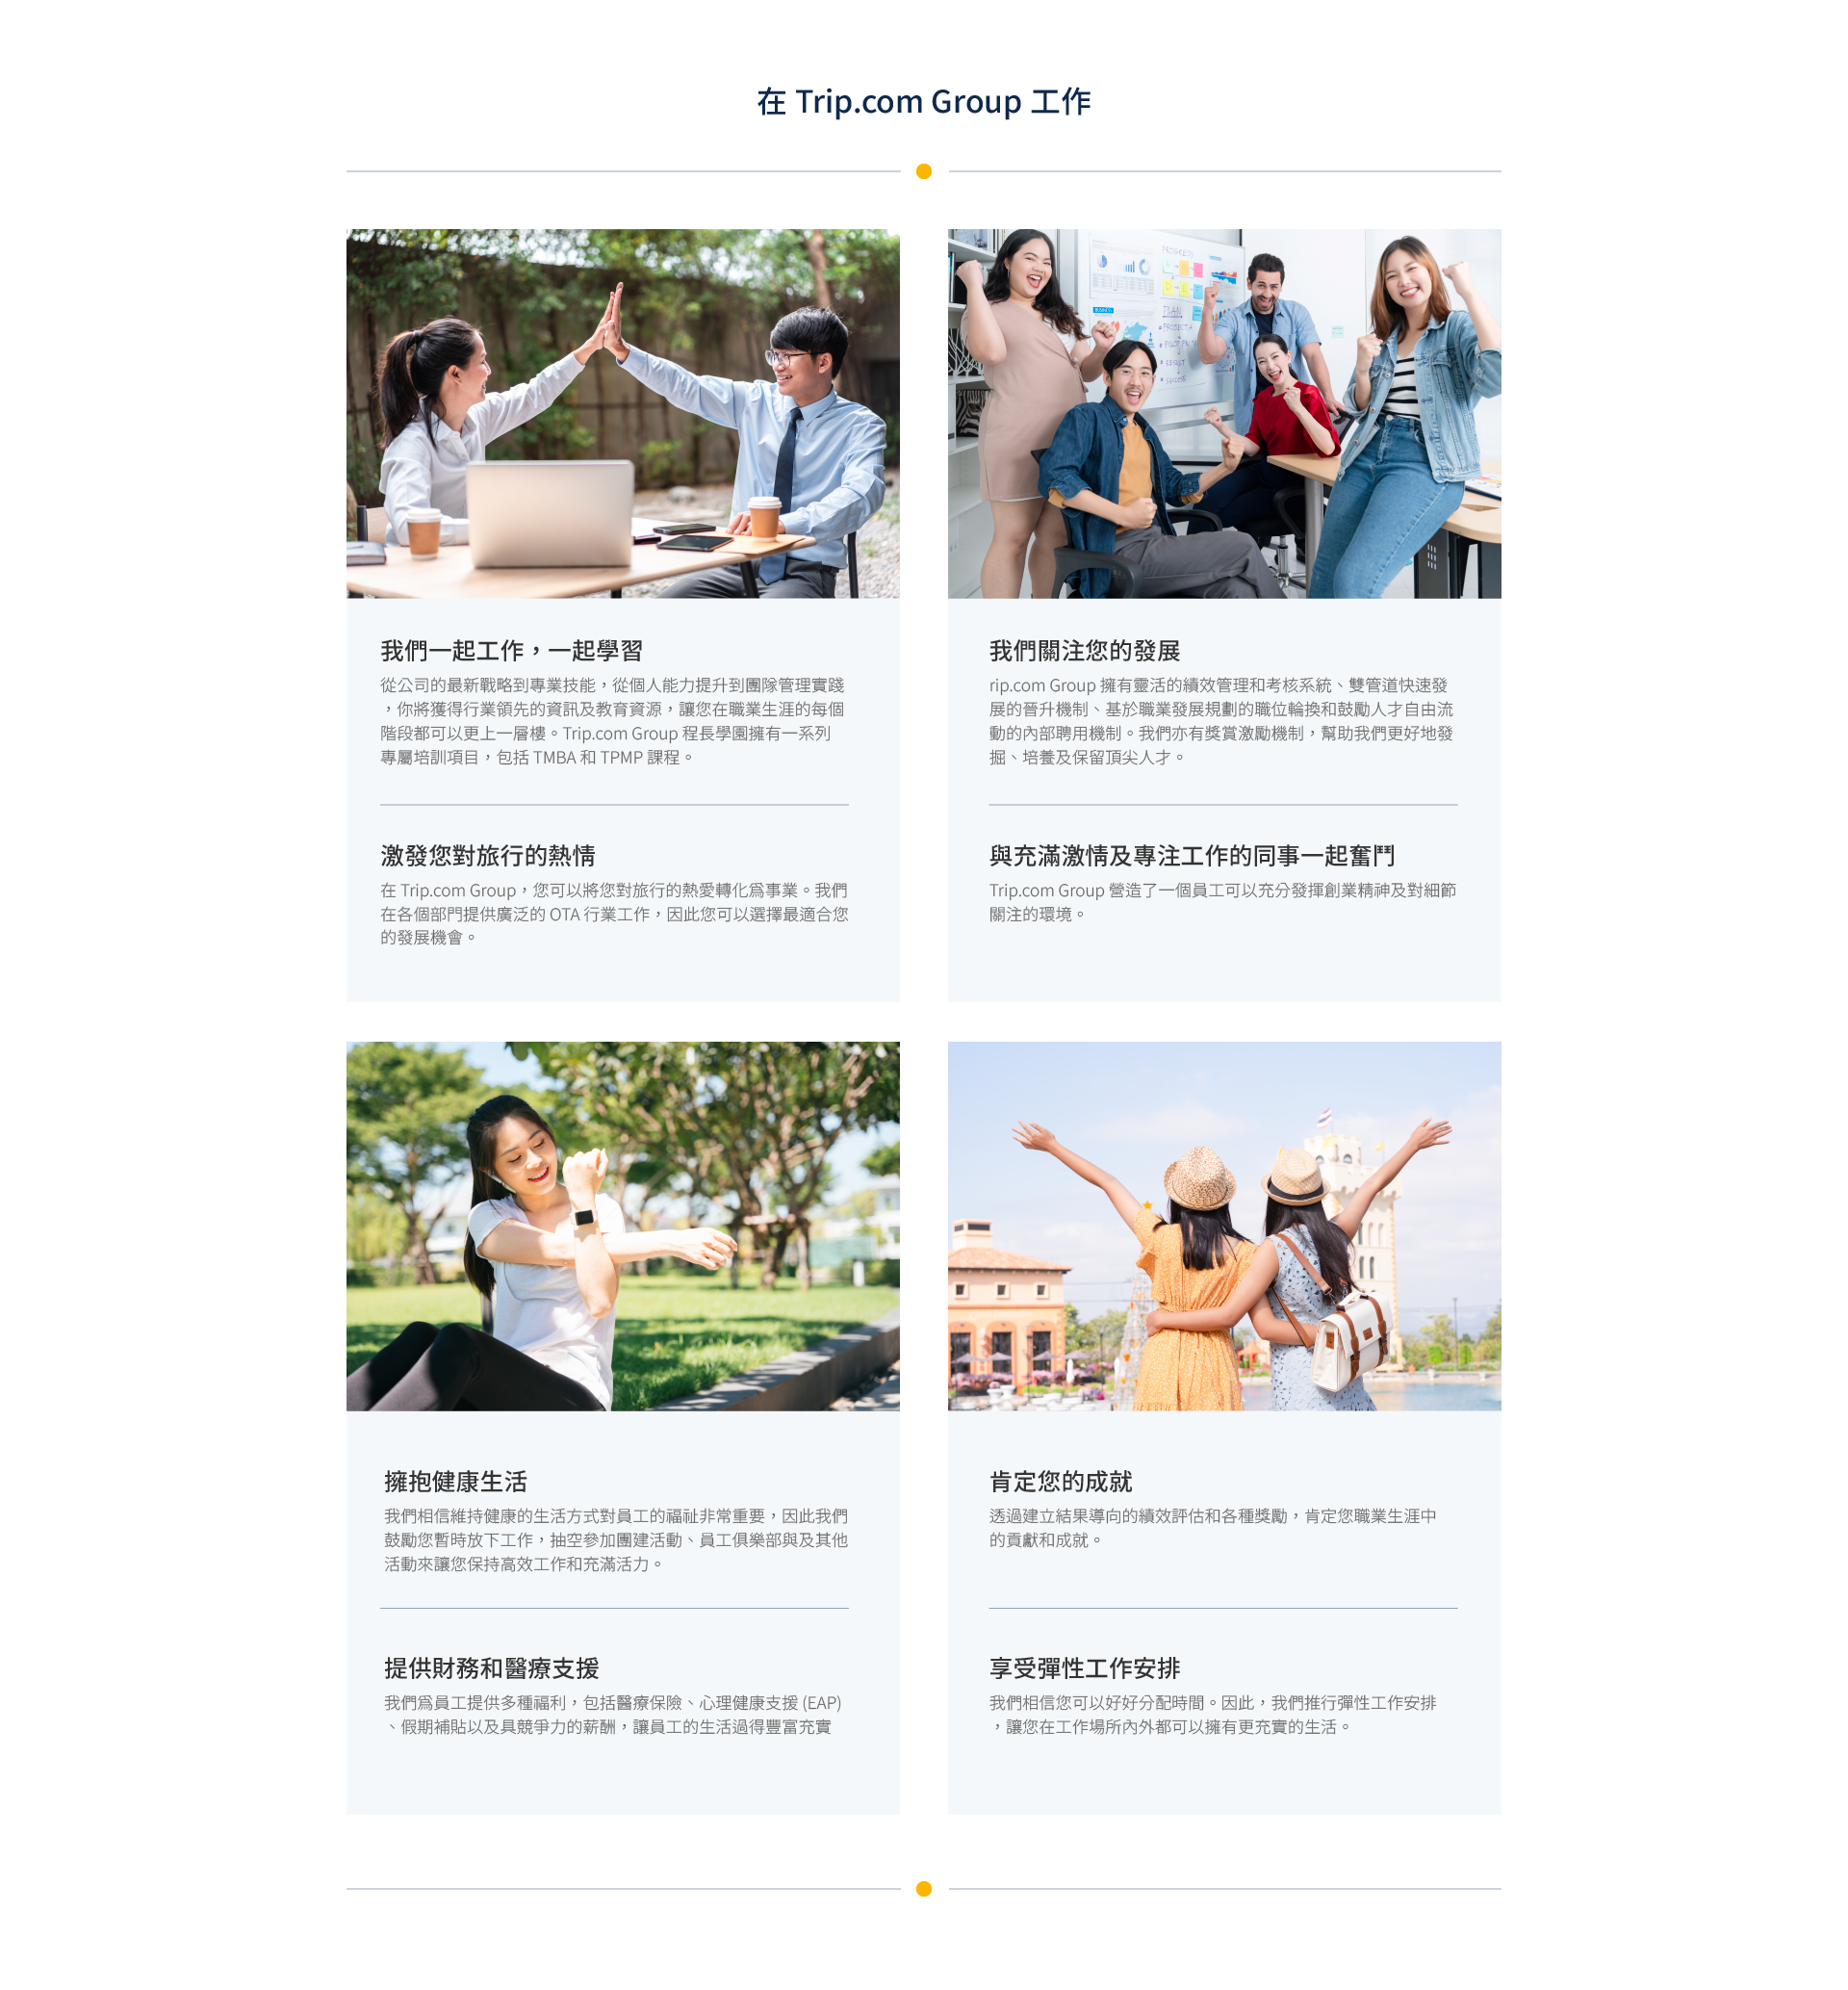 在 Trip.com Group 工作
PROGRESS
PLAN
我們一起工作，一起學習
從公司的最新戰略到專業技能，從個人能力提升到團隊管理實踐
，你將獲得行業領先的資訊及教育資源，讓您在職業生涯的每個
階段都可以更上一層樓。Trip.com Group 程長學園擁有一系列
專屬培訓項目，包括 TMBA 和 TPMP 課程。
激發您對旅行的熱情
在 Trip.com Group，您可以將您對旅行的熱愛轉化爲事業。我們
在各個部門提供廣泛的 OTA 行業工作，因此您可以選擇最適合您
的發展機會。
我們關注您的發展
rip.com Group 擁有靈活的績效管理和考核系統、雙管道快速發
展的晉升機制、基於職業發展規劃的職位輪換和鼓勵人才自由流
動的內部聘用機制。我們亦有獎賞激勵機制，幫助我們更好地發
掘、培養及保留頂尖人才。
與充滿激情及專注工作的同事一起奮鬥
Trip.com Group 營造了一個員工可以充分發揮創業精神及對細節
關注的環境。
擁抱健康生活
我們相信維持健康的生活方式對員工的福祉非常重要，因此我們
鼓勵您暫時放下工作，抽空參加團建活動、員工俱樂部與及其他
活動來讓您保持高效工作和充滿活力。
提供財務和醫療支援
我們爲員工提供多種福利，包括醫療保險、心理健康支援 (EAP)
、假期補貼以及具競爭力的薪酬，讓員工的生活過得豐富充實
肯定您的成就
透過建立結果導向的績效評估和各種獎勵，肯定您職業生涯中
的貢獻和成就。
享受彈性工作安排
我們相信您可以好好分配時間。因此，我們推行彈性工作安排
，讓您在工作場所內外都可以擁有更充實的生活。